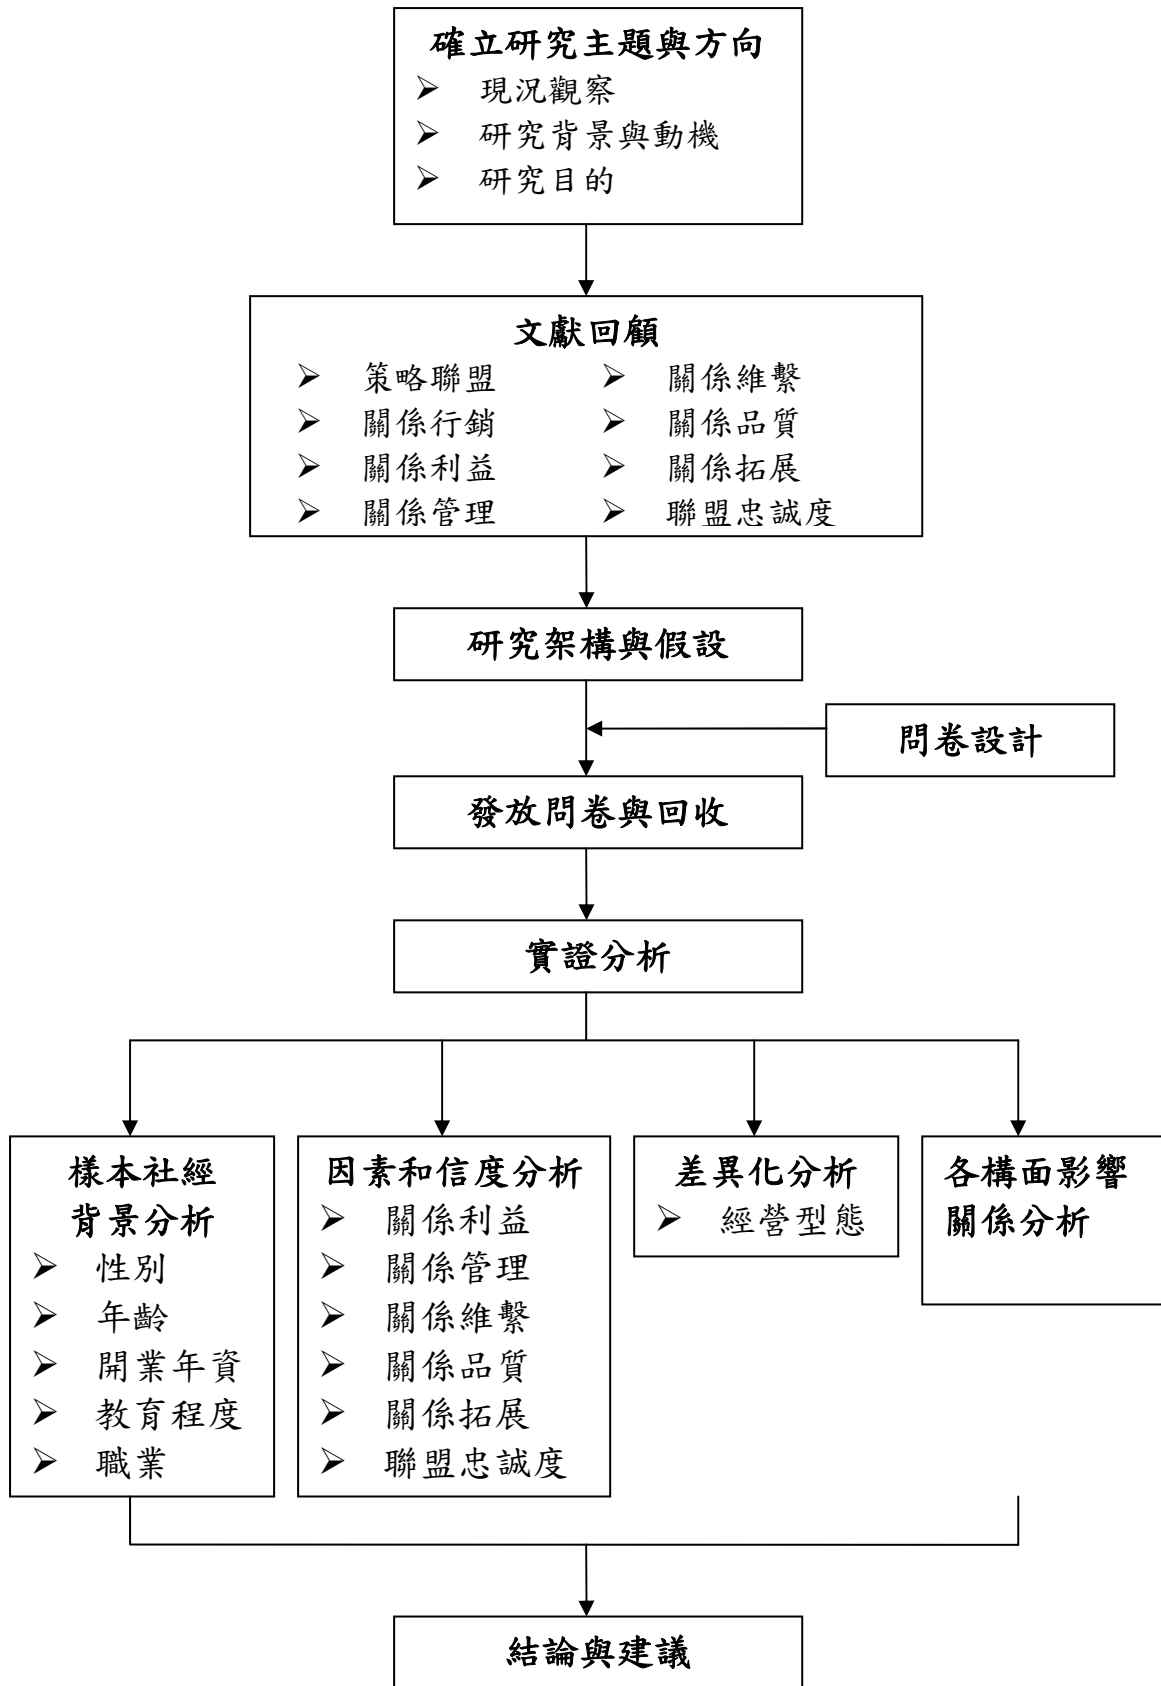 確立研究主題與方向
➢ 現況觀察
➢ 研究背景與動機
➢ 研究目的
文獻回顧
➢ 策略聯盟
➢ 關係行銷
➢ 關係利益
➢ 關係管理
➢ 關係維繫
➢ 關係品質
➢ 關係拓展
➢ 聯盟忠誠度
研究架構與假設
問卷設計
發放問卷與回收
實證分析
樣本社經
背景分析
➢ 性別
➢ 年齡
➢ 開業年資
➢ 教育程度
➢ 職業
因素和信度分析
➢ 關係利益
➢ 關係管理
➢ 關係維繫
➢ 關係品質
➢ 關係拓展
➢ 聯盟忠誠度
差異化分析
➢ 經營型態
各構面影響
關係分析
結論與建議